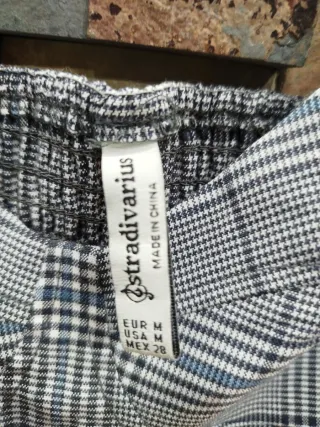 stradivarius
MADE IN CHINA
EUR M
USA M
MEX 28